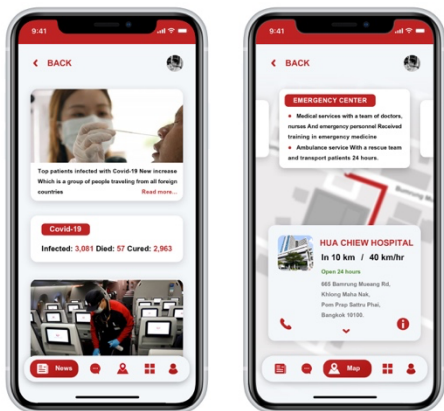 9:41
BACK
Top patients infected with Covid-19 New increase
Which is a group of people traveling from all foreign
countries Read more...
Covid-19
Infected: 3,081 Died: 57 Cured: 2,963
News
9:41
BACK
EMERGENCY CENTER
Medical services with a team of doctors,
nurses And emergency personnel Received
training in emergency medicine
Ambulance service With a rescue team
and transport patients 24 hours.
HUA CHIEW HOSPITAL
In 10 km / 40 km/hr
Open 24 hours
665 Bamrung Mueang Rd,
Khlong Maha Nak,
Pom Prap Sattru Phai,
Bangkok 10100.
Map